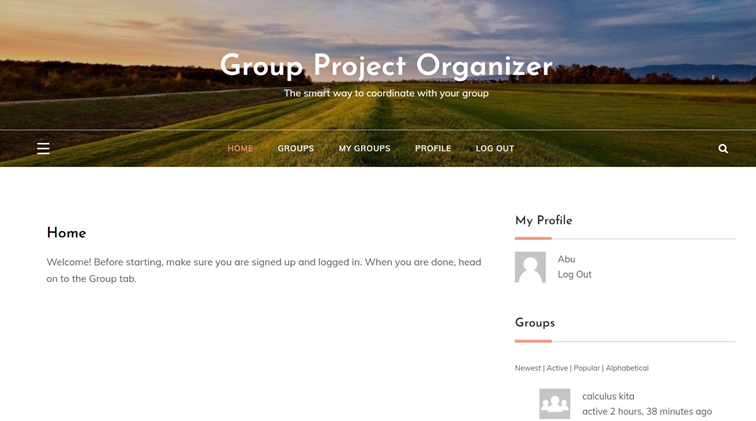 Group Project Organizer
The smart way to coordinate with your group
HOME GROUPS MY GROUPS PROFILE LOG OUT
Home
Welcome! Before starting, make sure you are signed up and logged in. When you are done, head
on to the Group tab.
My Profile
Abu
Log Out
Groups
Newest | Active | Popular | Alphabetical
calculus kita
active 2 hours, 38 minutes ago